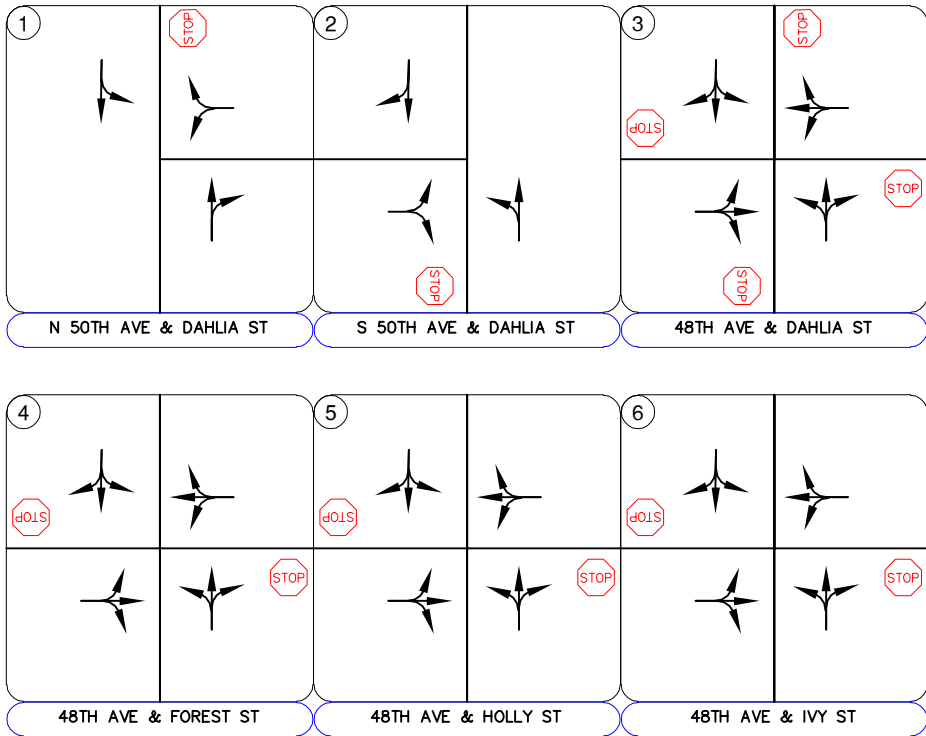 1
STOP
2
STOP
3
STOP
STOP
STOP
STOP
N 50TH AVE & DAHLIA ST
S 50TH AVE & DAHLIA ST
48TH AVE & DAHLIA ST
4
STOP
STOP
5
STOP
STOP
6
STOP
STOP
48TH AVE & FOREST ST
48TH AVE & HOLLY ST
48TH AVE & IVY ST